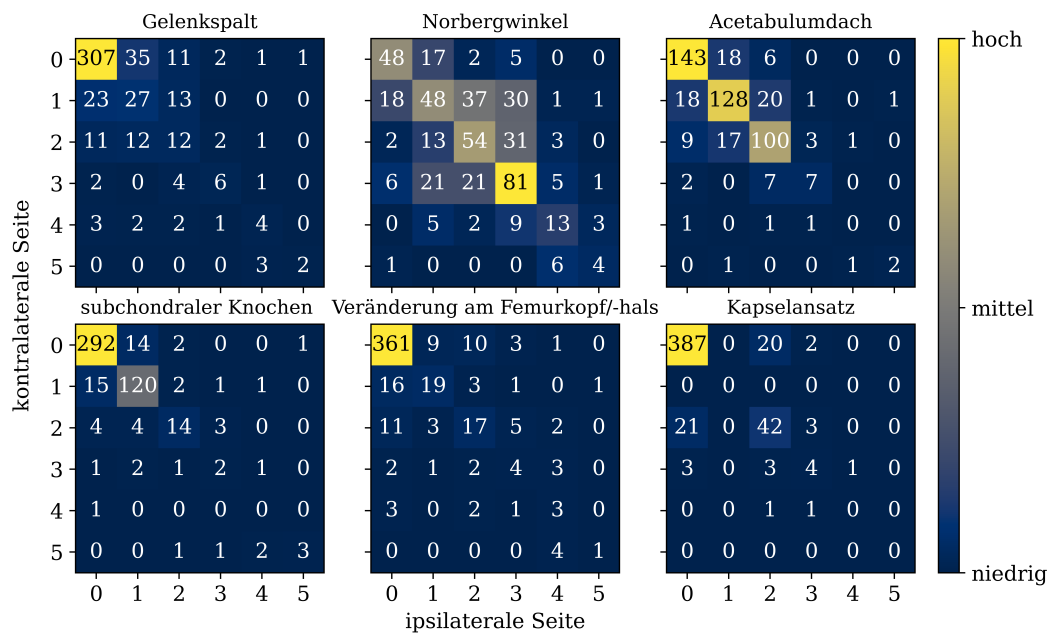 Gelenkspalt Norbergwinkel Acetabulumdach
0 307 35 11 2 1 1 48 17 2 5 0 0 143 18 6 0 0 0 hoch
1 23 27 13 0 0 0 18 48 37 30 1 1 18 128 20 1 0 1
2 11 12 12 2 1 0 2 13 54 31 3 0 9 17 100 3 1 0
3 2 0 4 6 1 0 6 21 21 81 5 1 2 0 7 7 0 0
4 3 2 2 1 4 0 0 5 2 9 13 3 1 0 1 1 0 0
5 0 0 0 0 3 2 1 0 0 0 6 4 0 1 0 0 1 2
kontralaterale Seite
subchondraler Knochen Veränderung am Femurkopf/-hals Kapselansatz mittel
0 292 14 2 0 0 1 361 9 10 3 1 0 387 0 20 2 0 0
1 15 120 2 1 1 0 16 19 3 1 0 1 0 0 0 0 0 0
2 4 4 14 3 0 0 11 3 17 5 2 0 21 0 42 3 0 0
3 1 2 1 2 1 0 2 1 2 4 3 0 3 0 3 4 1 0
4 1 0 0 0 0 0 3 0 2 1 3 0 0 0 1 1 0 0
5 0 0 1 1 2 3 0 0 0 0 4 1 0 0 0 0 0 0 niedrig
0 1 2 3 4 5 0 1 2 3 4 5 0 1 2 3 4 5
ipsilaterale Seite